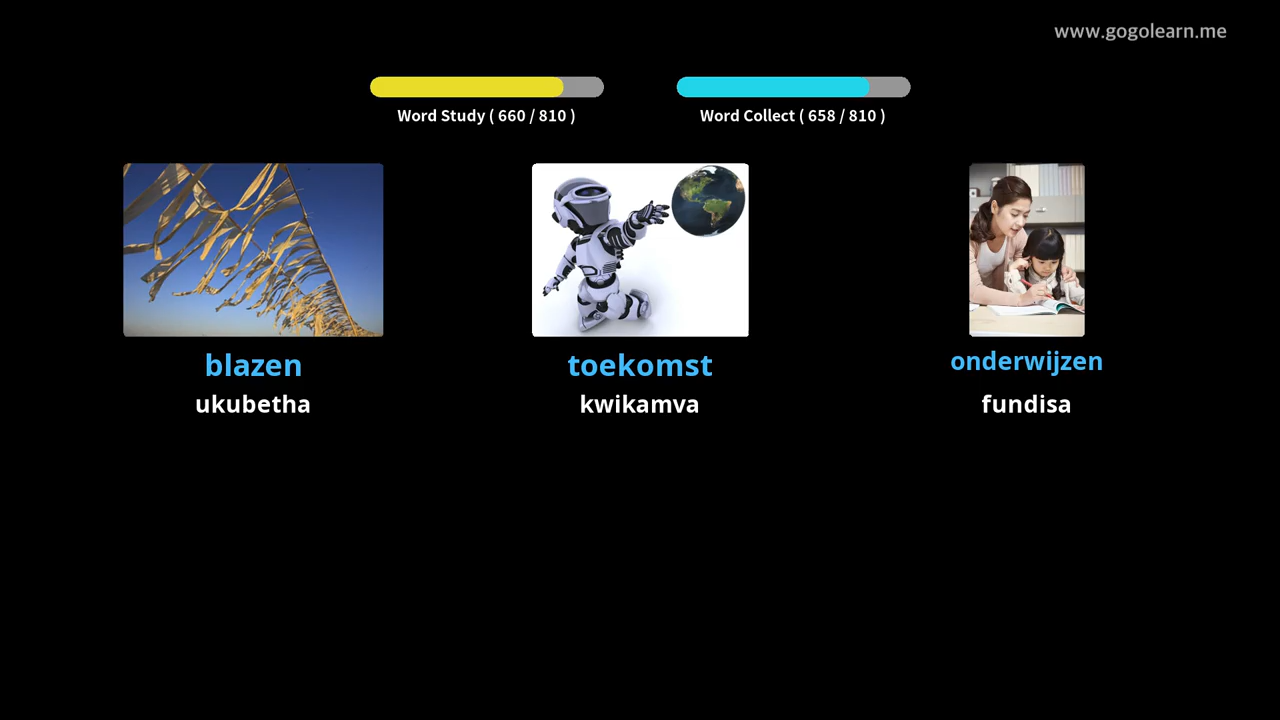 www.gogolearn.me
Word Study ( 660 / 810 )
Word Collect ( 658 / 810 )
blazen
ukubetha
toekomst
kwikamva
onderwijzen
fundisa